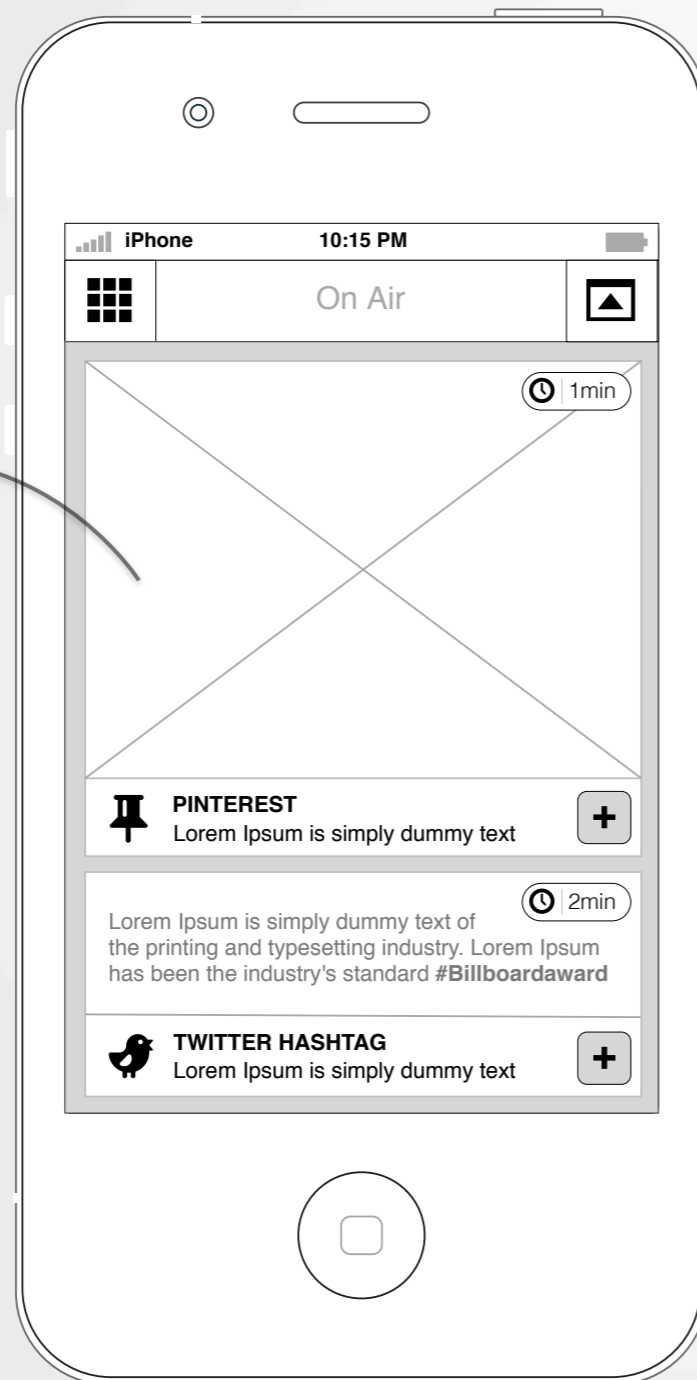 iPhone 10:15 PM
On Air
1min
PINTEREST
Lorem Ipsum is simply dummy text
+
2min
Lorem Ipsum is simply dummy text of
the printing and typesetting industry. Lorem Ipsum
has been the industry's standard #Billboardaward
TWITTER HASHTAG
Lorem Ipsum is simply dummy text
+